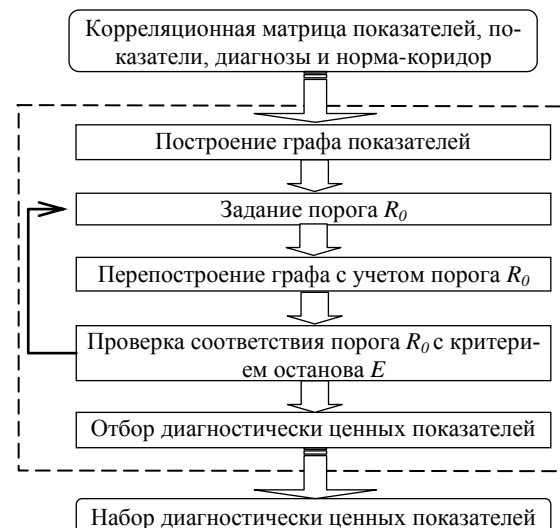 Корреляционная матрица показателей, по-
казатели, диагнозы и норма-коридор
Построение графа показателей
Задание порога R0
Перепостроение графа с учетом порога R0
Проверка соответствия порога R0 с критери-
ем останова E
Отбор диагностически ценных показателей
Набор диагностически ценных показателей